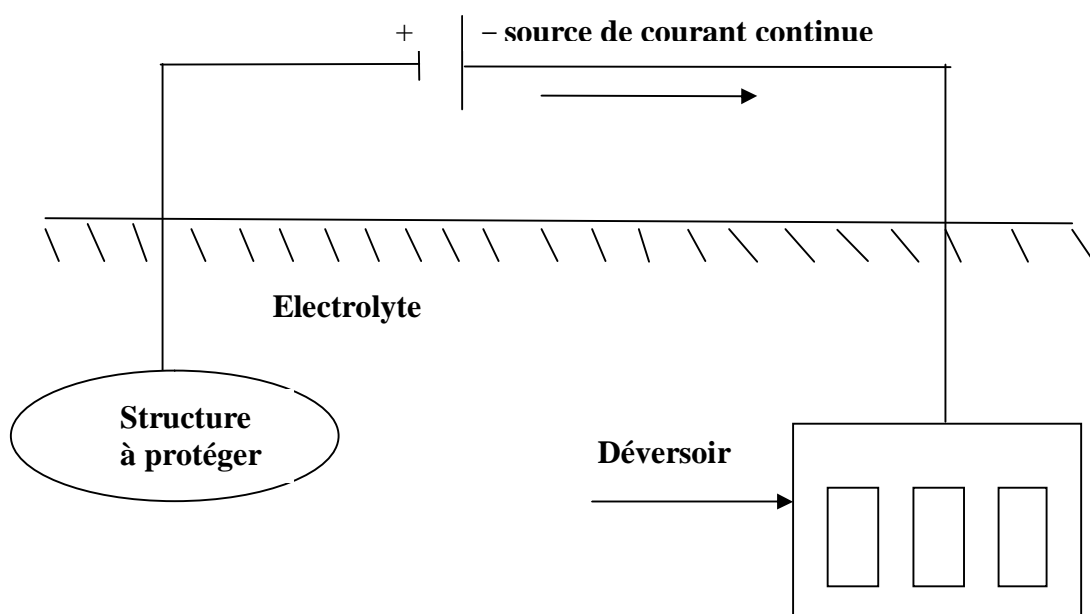 + – source de courant continue
Electrolyte
Structure
à protéger
Déversoir